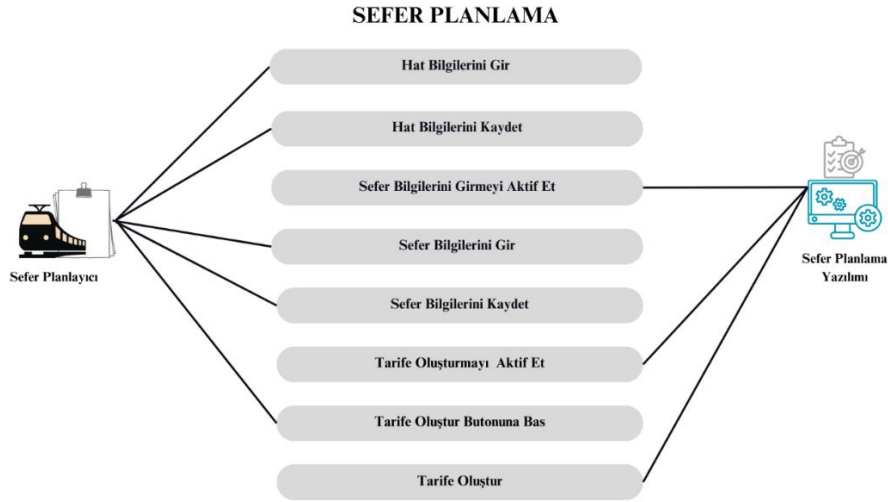 SEFER PLANLAMA
Hat Bilgilerini Gir
Hat Bilgilerini Kaydet
Sefer Bilgilerini Girmeyi Aktif Et
Sefer Bilgilerini Gir
Sefer Planlayıcı
Sefer Planlama
Yazılımı
Sefer Bilgilerini Kaydet
Tarife Oluşturmayı Aktif Et
Tarife Oluştur Butonuna Bas
Tarife Oluştur